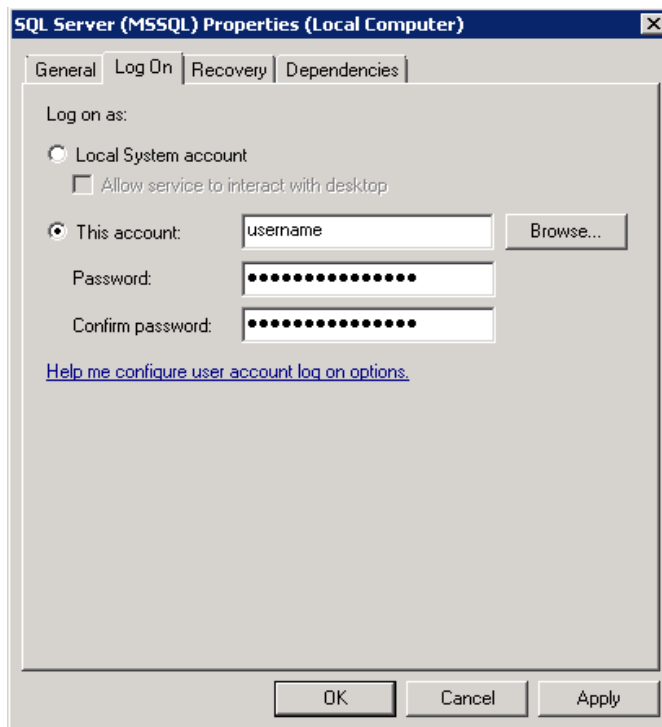 SQL Server (MSSQL) Properties (Local Computer)
General Log On Recovery Dependencies
Log on as:
Local System account
Allow service to interact with desktop
This account: username Browse...
Password: ●●●●●●●●●●●●●●●
Confirm password: ●●●●●●●●●●●●●●●
Help me configure user account log on options.
OK Cancel Apply